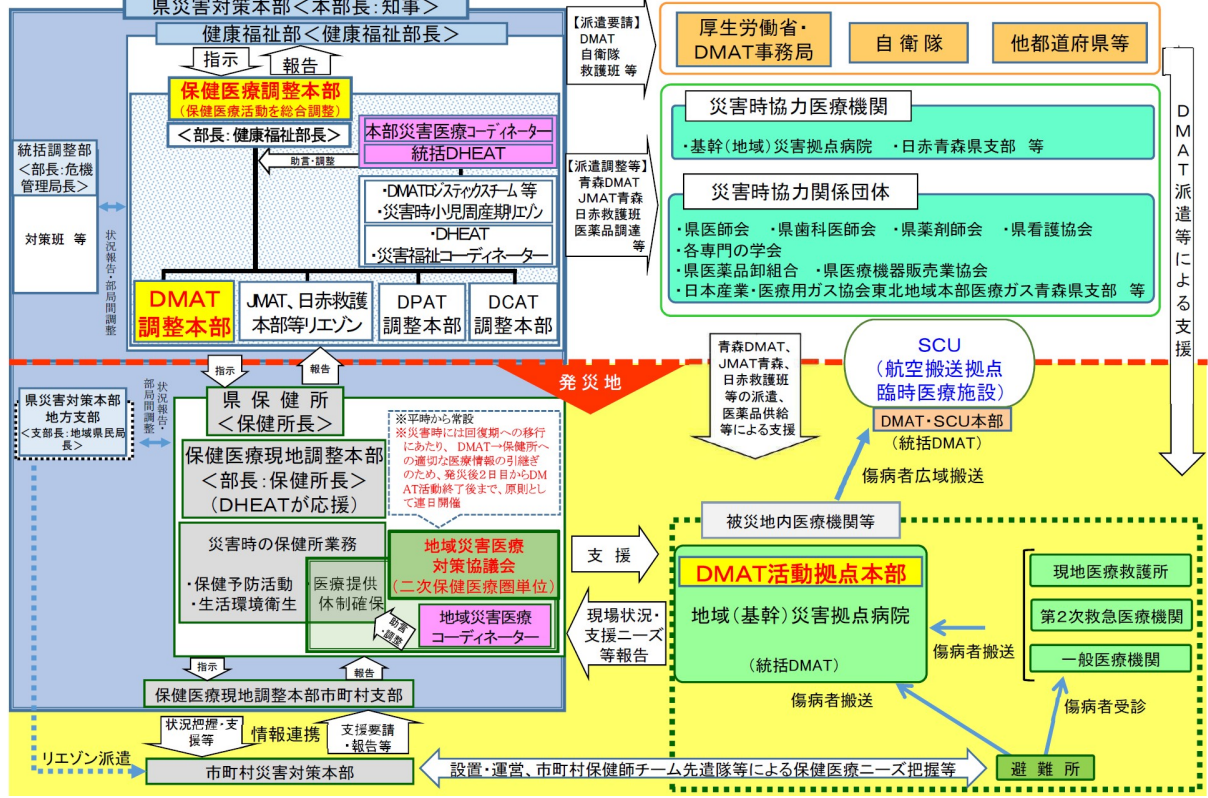 県災害対策本部<本部長:知事>
健康福祉部<健康福祉部長>
指示
報告
保健医療調整本部
(保健医療活動を総合調整)
<部長:健康福祉部長>
本部災害医療コーディネーター
統括DHEAT
助言・調整
・DMATロジスティックスチーム 等
・災害時小児周産期リエゾン
・DHEAT
・災害福祉コーディネーター
統括調整部
<部長:危機
管理局長>
対策班 等
状況報告・部局間調整
DMAT
調整本部
JMAT、日赤救護
本部等リエゾン
DPAT
調整本部
DCAT
調整本部
【派遣要請】
DMAT
自衛隊
救護班 等
厚生労働省・
DMAT事務局
自衛隊
他都道府県等
【派遣調整等】
青森DMAT
JMAT青森
日赤救護班
医薬品調達
等
災害時協力医療機関
・基幹(地域)災害拠点病院 ・日赤青森県支部 等
災害時協力関係団体
・県医師会 ・県歯科医師会 ・県薬剤師会 ・県看護協会
・各専門の学会
・県医薬品卸組合 ・県医療機器販売業協会
・日本産業・医療用ガス協会東北地域本部医療ガス青森県支部 等
DMAT派遣等による支援
発災地
青森DMAT、
JMAT青森、
日赤救護班
等の派遣、
医薬品供給
等による支援
SCU
(航空搬送拠点
臨時医療施設)
DMAT・SCU本部
(統括DMAT)
傷病者広域搬送
指示
報告
県災害対策本部
地方支部
<支部長:地域県民局
長>
状況報告・
部局間調整
県保健所
<保健所長>
保健医療現地調整本部
<部長:保健所長>
(DHEATが応援)
※平時から常設
※災害時には回復期への移行
にあたり、DMAT→保健所へ
の適切な医療情報の引継ぎ
のため、発災後2日目からDM
AT活動終了後まで、原則とし
て連日開催
災害時の保健所業務
・保健予防活動
・生活環境衛生
・医療提供
体制確保
地域災害医療
対策協議会
(二次保健医療圏単位)
助言
・調整
地域災害医療
コーディネーター
支援
現場状況・
支援ニーズ
等報告
被災地内医療機関等
DMAT活動拠点本部
地域(基幹)災害拠点病院
(統括DMAT)
現地医療救護所
第2次救急医療機関
一般医療機関
傷病者搬送
傷病者搬送
傷病者受診
指示
報告
保健医療現地調整本部市町村支部
状況把握・支
援等
情報連携
支援要請
・報告等
リエゾン派遣
市町村災害対策本部
設置・運営、市町村保健師チーム先遣隊等による保健医療ニーズ把握等
避難所